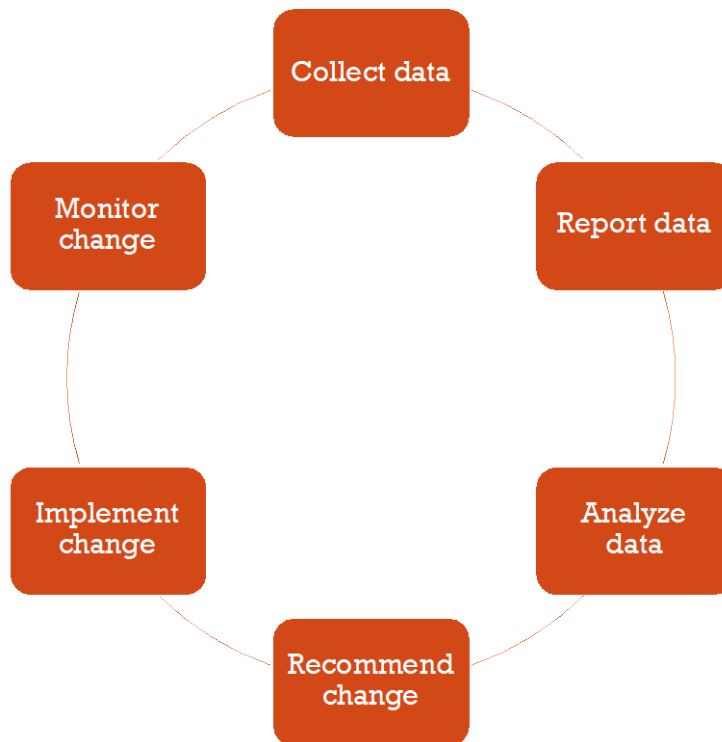 Collect data
Report data
Analyze
data
Recommend
change
Implement
change
Monitor
change